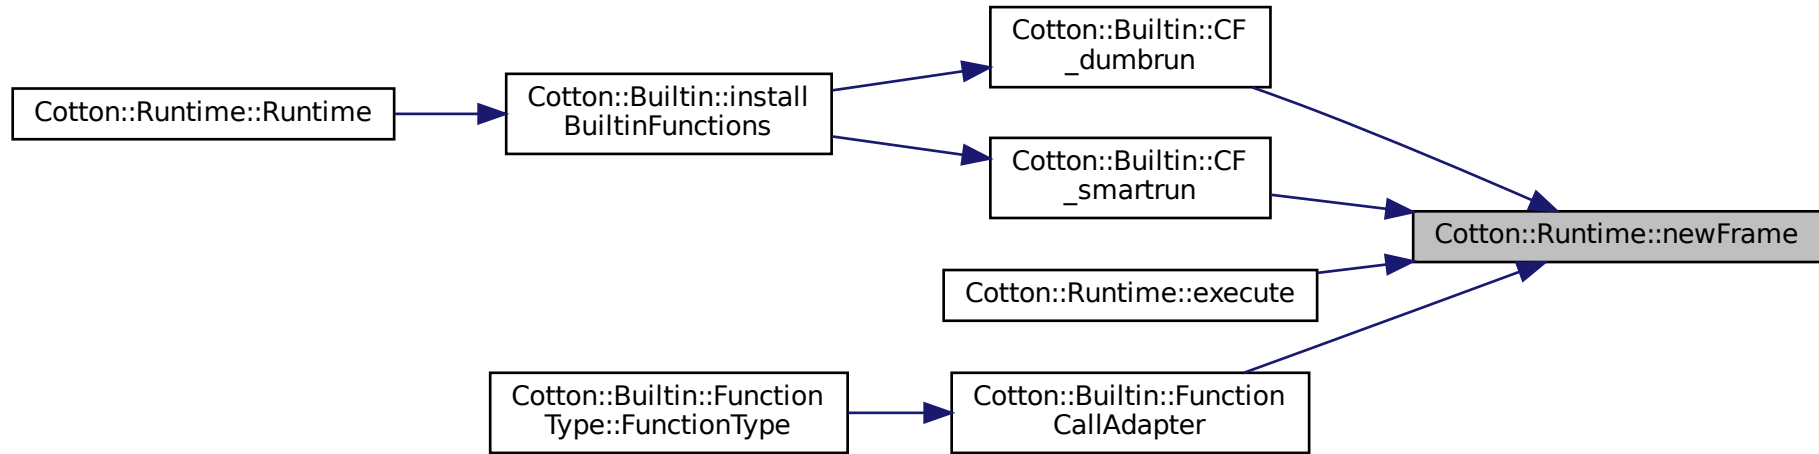 Cotton::Runtime::Runtime
Cotton::Builtin::install
BuiltinFunctions
Cotton::Builtin::CF
_dumbrun
Cotton::Builtin::CF
_smartrun
Cotton::Runtime::newFrame
Cotton::Runtime::execute
Cotton::Builtin::Function
Type::FunctionType
Cotton::Builtin::Function
CallAdapter